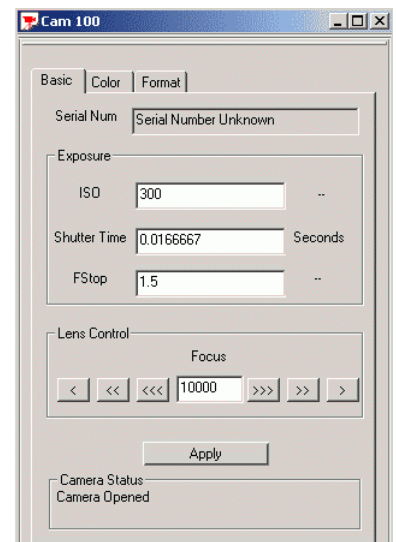 Cam 100
Basic Color Format
Serial Num Serial Number Unknown
Exposure
ISO 300 --
Shutter Time 0.0166667 Seconds
FStop 1.5 --
Lens Control
Focus
< << <<< 10000 >>> >> >
Apply
Camera Status
Camera Opened